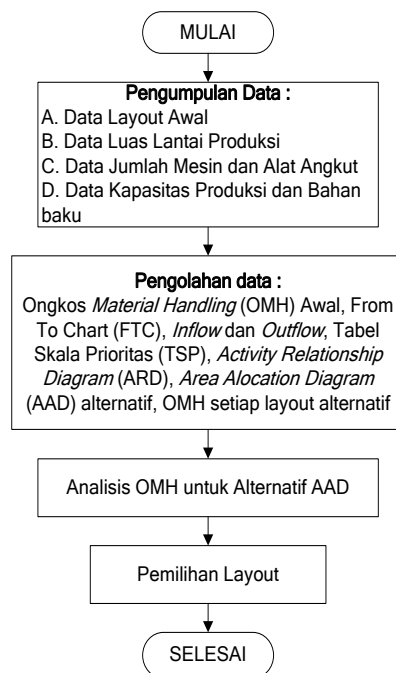 MULAI
Pengumpulan Data :
A. Data Layout Awal
B. Data Luas Lantai Produksi
C. Data Jumlah Mesin dan Alat Angkut
D. Data Kapasitas Produksi dan Bahan
baku
Pengolahan data :
Ongkos Material Handling (OMH) Awal, From
To Chart (FTC), Inflow dan Outflow, Tabel
Skala Prioritas (TSP), Activity Relationship
Diagram (ARD), Area Alocation Diagram
(AAD) alternatif, OMH setiap layout alternatif
Analisis OMH untuk Alternatif AAD
Pemilihan Layout
SELESAI